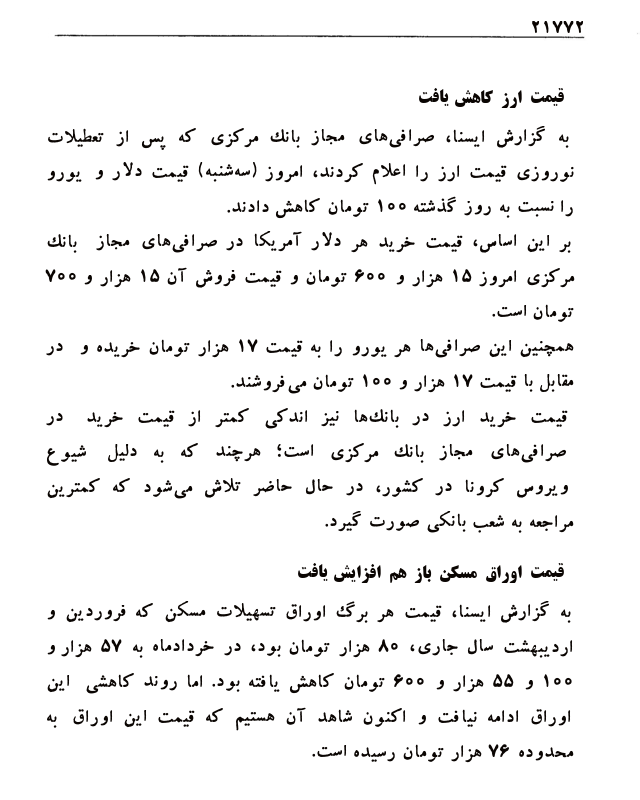 ۲۱۷۷۲
قیمت ارز کاهش یافت
به گزارش ایسنا، صرافی‌های مجاز بانك مرکزی که پس از تعطیلات
نوروزی قیمت ارز را اعلام کردند، امروز (سه‌شنبه) قیمت دلار و یورو
را نسبت به روز گذشته ۱۰۰ تومان کاهش دادند.
بر این اساس، قیمت خرید هر دلار آمریکا در صرافی‌های مجاز بانك
مرکزی امروز ۱۵ هزار و ۶۰۰ تومان و قیمت فروش آن ۱۵ هزار و ۷۰۰
تومان است.
همچنین این صرافی‌ها هر یورو را به قیمت ۱۷ هزار تومان خریده و در
مقابل با قیمت ۱۷ هزار و ۱۰۰ تومان می‌فروشند.
قیمت خرید ارز در بانك‌ها نیز اندکی کمتر از قیمت خرید در
صرافی‌های مجاز بانك مرکزی است؛ هرچند که به دلیل شیوع
ویروس کرونا در کشور، در حال حاضر تلاش می‌شود که کمترین
مراجعه به شعب بانکی صورت گیرد.
قیمت اوراق مسکن باز هم افزایش یافت
به گزارش ایسنا، قیمت هر برگ اوراق تسهیلات مسکن که فروردین و
اردیبهشت سال جاری، ۸۰ هزار تومان بود، در خردادماه به ۵۷ هزار و
۱۰۰ و ۵۵ هزار و ۶۰۰ تومان کاهش یافته بود. اما روند کاهشی این
اوراق ادامه نیافت و اکنون شاهد آن هستیم که قیمت این اوراق به
محدوده ۷۶ هزار تومان رسیده است.